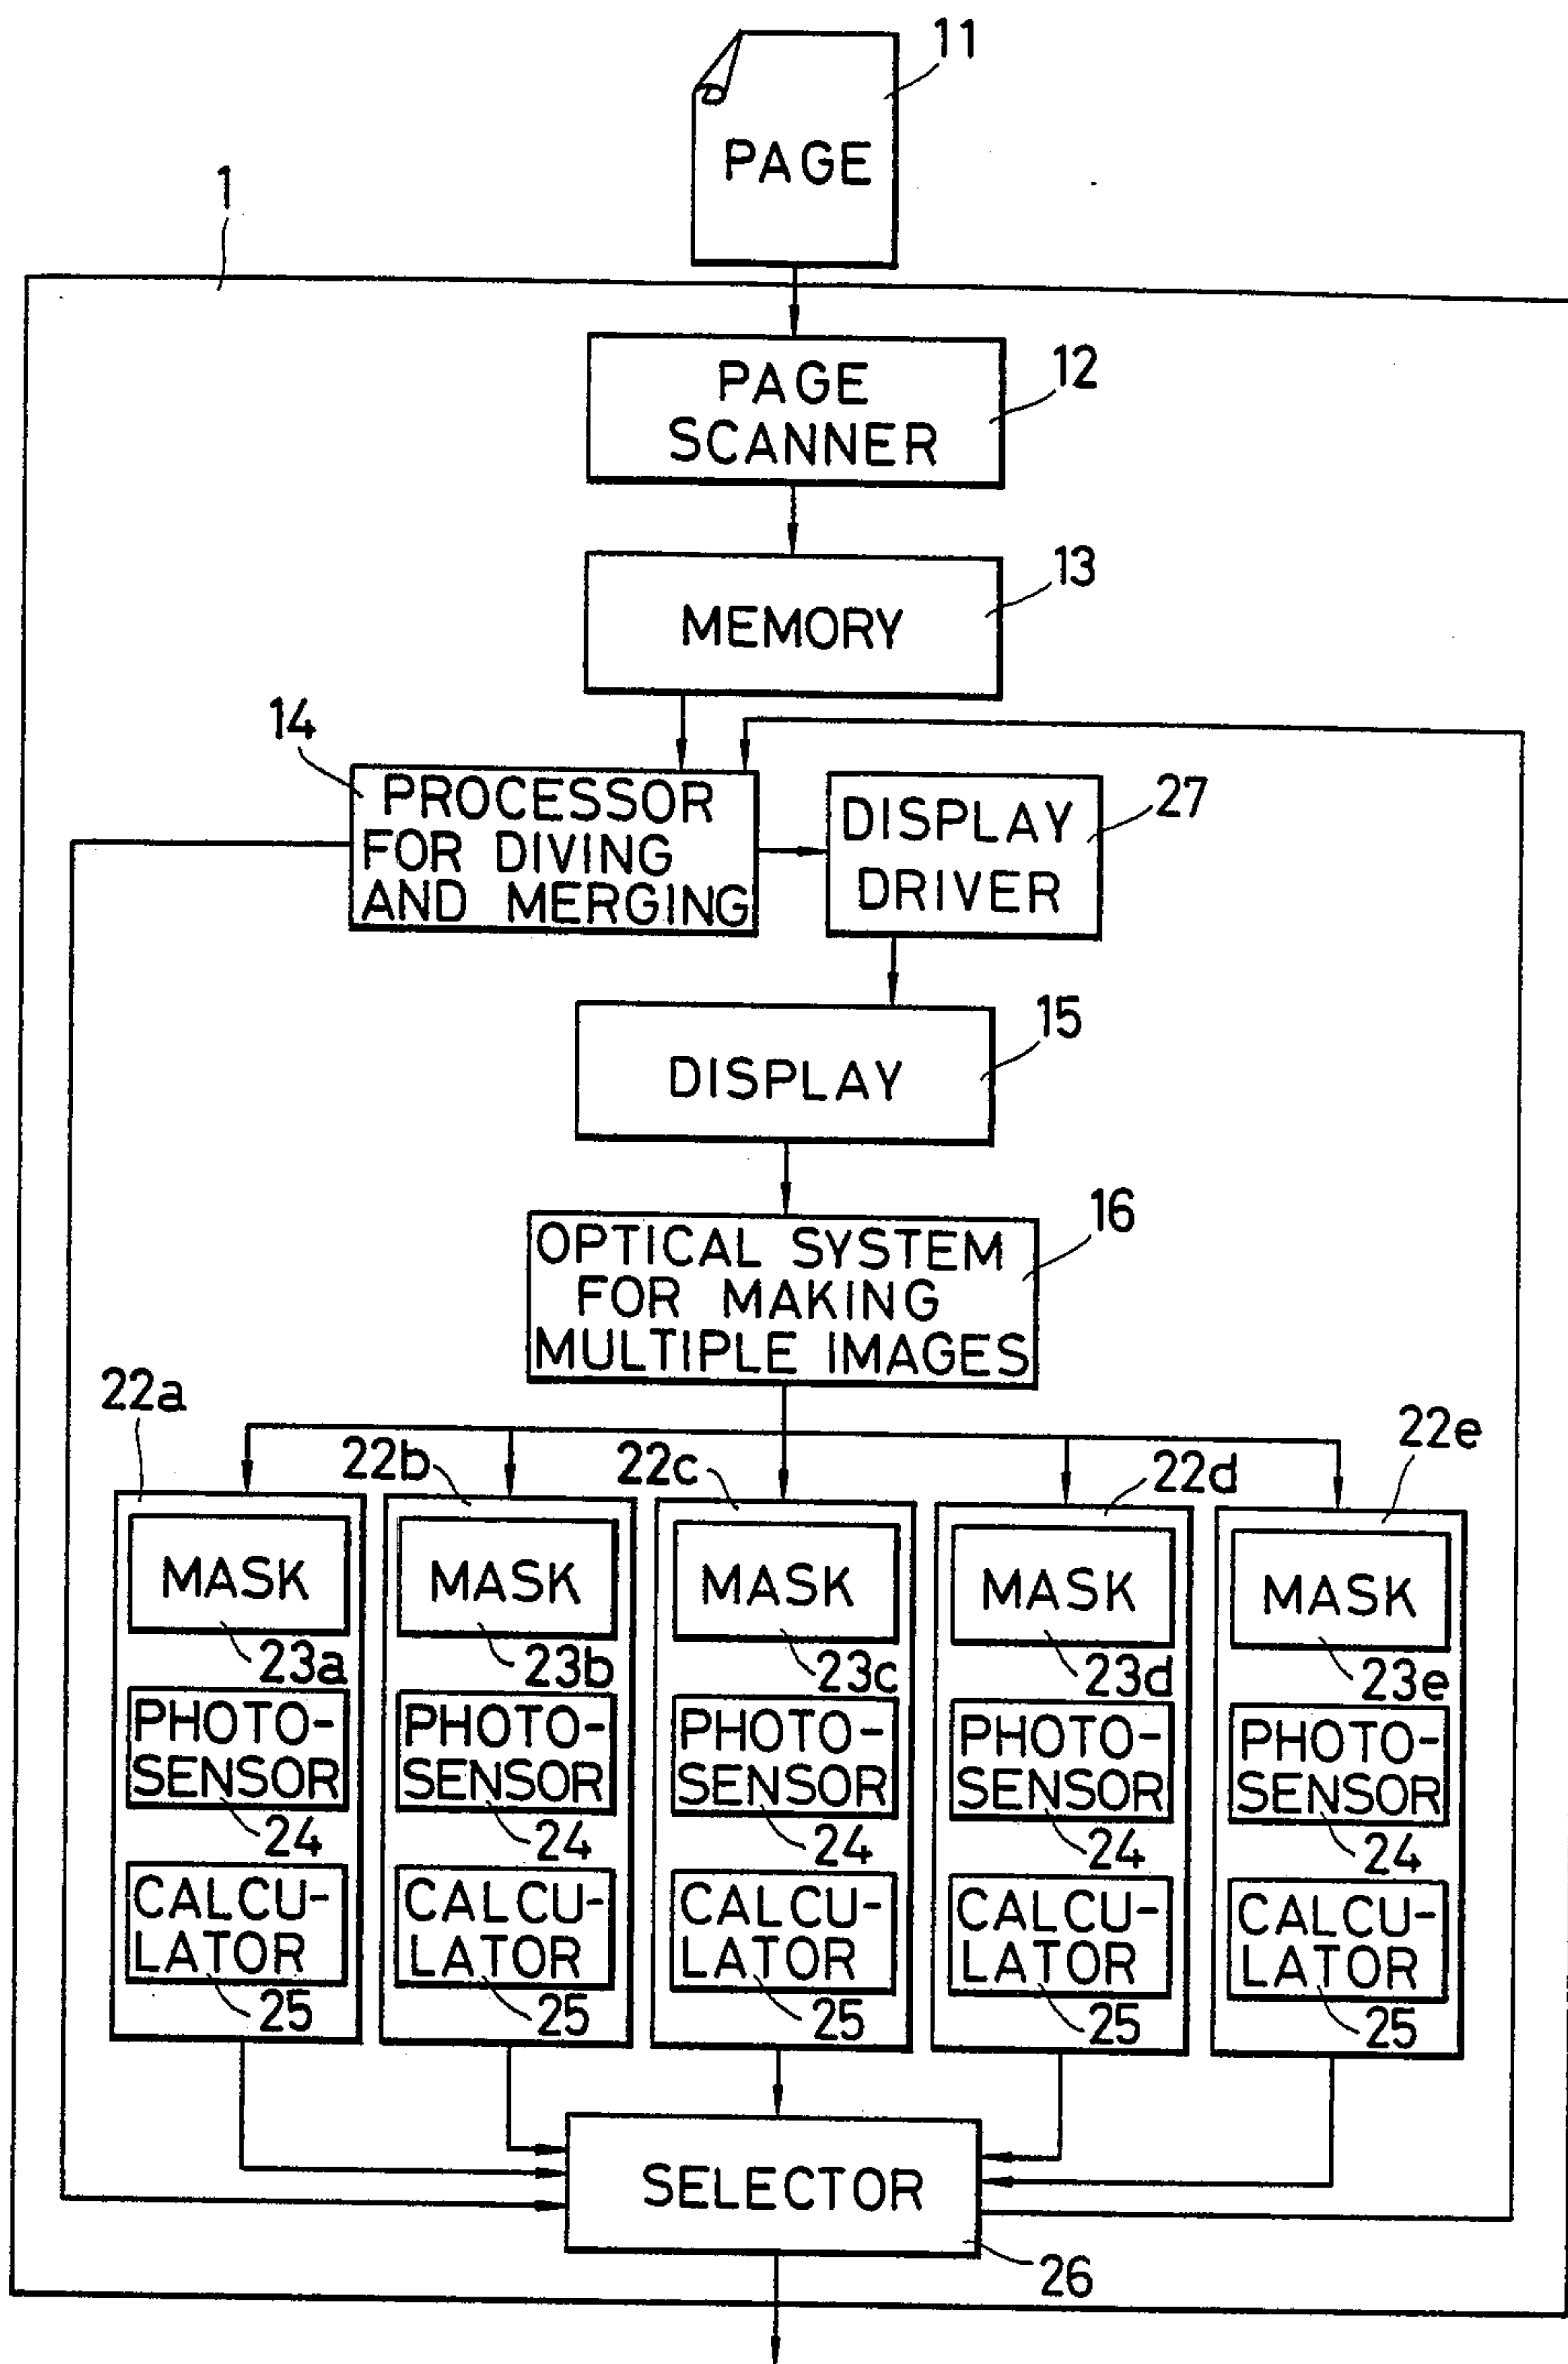 11
PAGE
1
PAGE
SCANNER
12
MEMORY
13
14
PROCESSOR
FOR DIVING
AND MERGING
DISPLAY
DRIVER
27
DISPLAY
15
OPTICAL SYSTEM
FOR MAKING
MULTIPLE IMAGES
16
22a
22b
22c
22d
22e
MASK
MASK
MASK
MASK
MASK
23a
23b
23c
23d
23e
PHOTO-
SENSOR
PHOTO-
SENSOR
PHOTO-
SENSOR
PHOTO-
SENSOR
PHOTO-
SENSOR
24
24
24
24
24
CALCU-
LATOR
CALCU-
LATOR
CALCU-
LATOR
CALCU-
LATOR
CALCU-
LATOR
25
25
25
25
25
SELECTOR
26